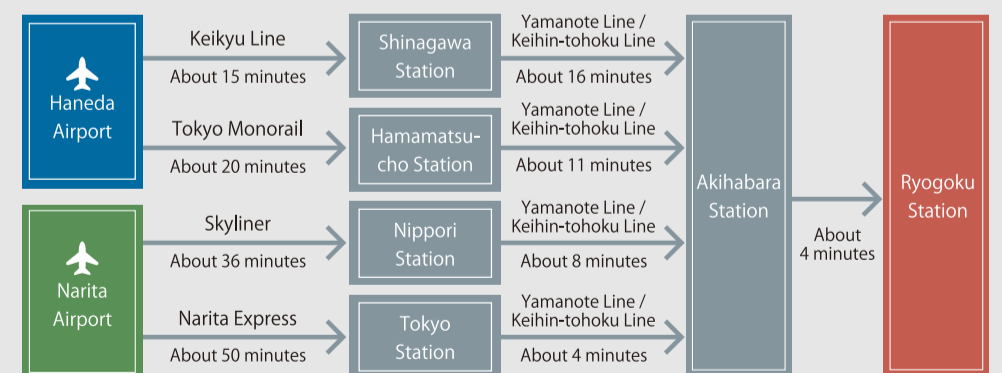 Haneda
Airport
Keikyu Line
About 15 minutes
Shinagawa
Station
Yamanote Line /
Keihin-tohoku Line
About 16 minutes
Tokyo Monorail
About 20 minutes
Hamamatsu-
cho Station
Yamanote Line /
Keihin-tohoku Line
About 11 minutes
Narita
Airport
Skyliner
About 36 minutes
Nippori
Station
Yamanote Line /
Keihin-tohoku Line
About 8 minutes
Narita Express
About 50 minutes
Tokyo
Station
Yamanote Line /
Keihin-tohoku Line
About 4 minutes
Akihabara
Station
About
4 minutes
Ryogoku
Station